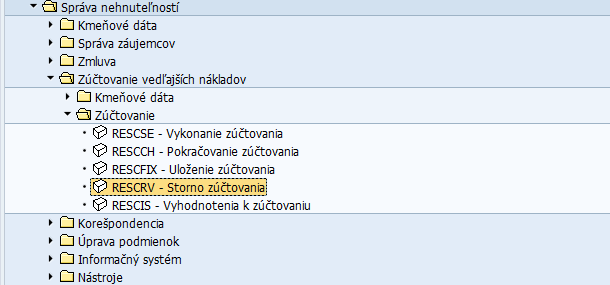 Správa nehnuteľností
Kmeňové dáta
Správa záujemcov
Zmluva
Zúčtovanie vedľajších nákladov
Kmeňové dáta
Zúčtovanie
RESCSE - Vykonanie zúčtovania
RESCCH - Pokračovanie zúčtovania
RESCFIX - Uloženie zúčtovania
RESCRV - Storno zúčtovania
RESCIS - Vyhodnotenia k zúčtovaniu
Korešpondencia
Úprava podmienok
Informačný systém
Nástroje